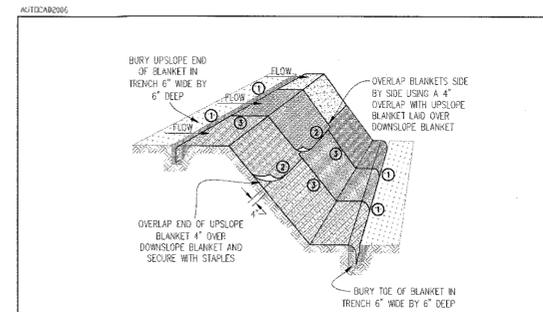 AUTOCAD2006
BURY UPSLOPE END
OF BLANKET IN
TRENCH 6" WIDE BY
6" DEEP
FLOW
FLOW
FLOW
1
1
1
3
3
3
3
2
2
1
1
OVERLAP BLANKETS SIDE
BY SIDE USING A 4"
OVERLAP WITH UPSLOPE
BLANKET LAID OVER
DOWNSLOPE BLANKET
OVERLAP END OF UPSLOPE
BLANKET 4" OVER
DOWNSLOPE BLANKET AND
SECURE WITH STAPLES
4"
BURY TOE OF BLANKET IN
TRENCH 6" WIDE BY 6" DEEP